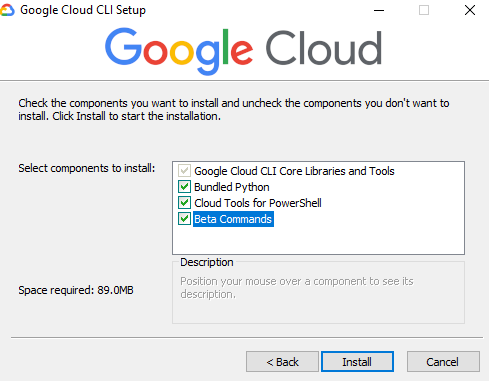 Google Cloud CLI Setup
Google Cloud
Check the components you want to install and uncheck the components you don't want to
install. Click Install to start the installation.
Select components to install:
Google Cloud CLI Core Libraries and Tools
Bundled Python
Cloud Tools for PowerShell
Beta Commands
Space required: 89.0MB
Description
Position your mouse over a component to see its
description.
< Back
Install
Cancel